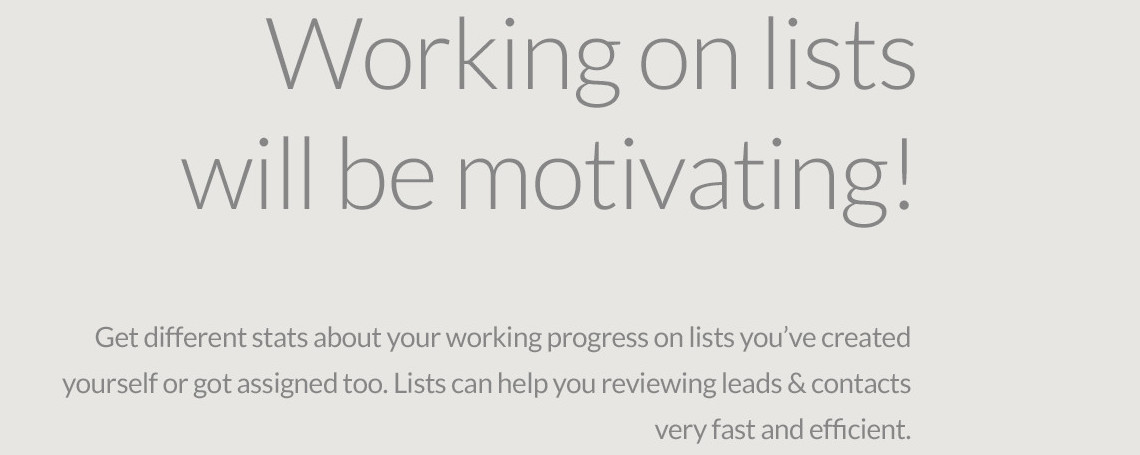 Working on lists
will be motivating!
Get different stats about your working progress on lists you’ve created
yourself or got assigned too. Lists can help you reviewing leads & contacts
very fast and efficient.